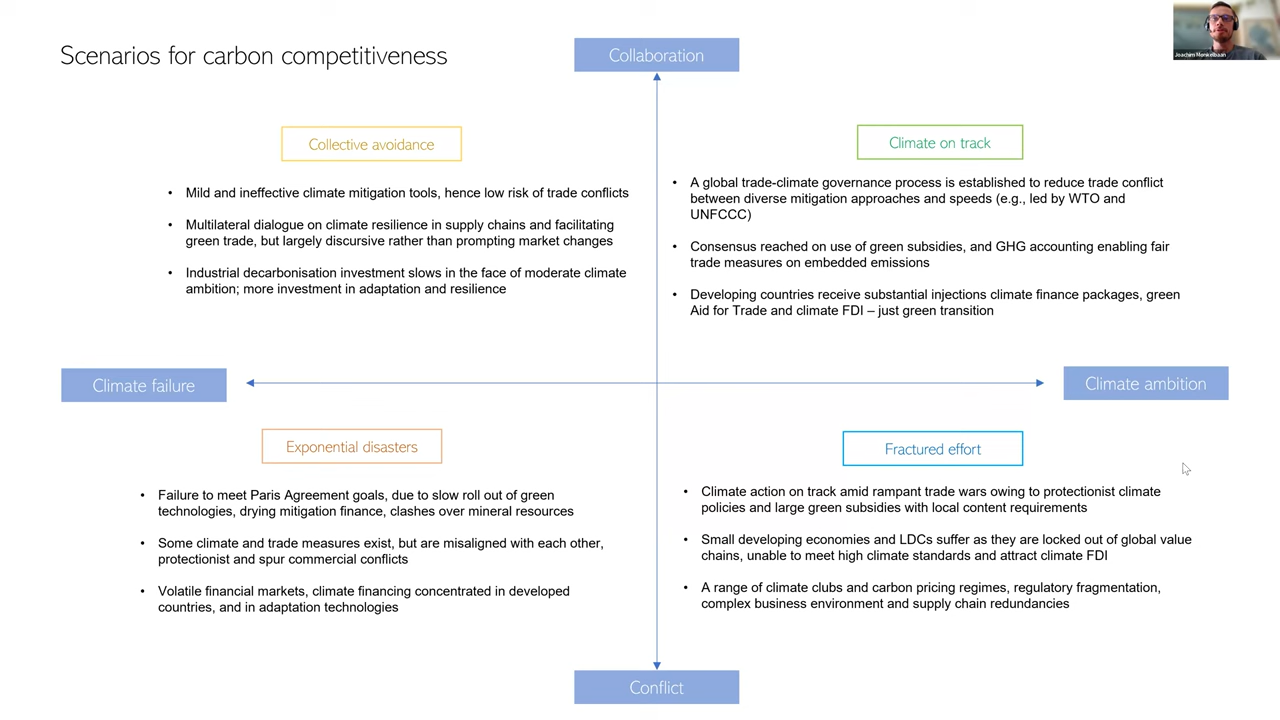 Scenarios for carbon competitiveness
Collaboration
Collective avoidance
• Mild and ineffective climate mitigation tools, hence low risk of trade conflicts
• Multilateral dialogue on climate resilience in supply chains and facilitating
green trade, but largely discursive rather than prompting market changes
• Industrial decarbonisation investment slows in the face of moderate climate
ambition; more investment in adaptation and resilience
Climate on track
• A global trade-climate governance process is established to reduce trade conflict
between diverse mitigation approaches and speeds (e.g., led by WTO and
UNFCCC)
• Consensus reached on use of green subsidies, and GHG accounting enabling fair
trade measures on embedded emissions
• Developing countries receive substantial injections climate finance packages, green
Aid for Trade and climate FDI – just green transition
Climate failure
Climate ambition
Exponential disasters
• Failure to meet Paris Agreement goals, due to slow roll out of green
technologies, drying mitigation finance, clashes over mineral resources
• Some climate and trade measures exist, but are misaligned with each other,
protectionist and spur commercial conflicts
• Volatile financial markets, climate financing concentrated in developed
countries, and in adaptation technologies
Fractured effort
• Climate action on track amid rampant trade wars owing to protectionist climate
policies and large green subsidies with local content requirements
• Small developing economies and LDCs suffer as they are locked out of global value
chains, unable to meet high climate standards and attract climate FDI
• A range of climate clubs and carbon pricing regimes, regulatory fragmentation,
complex business environment and supply chain redundancies
Conflict
Joachim Monkelbaan